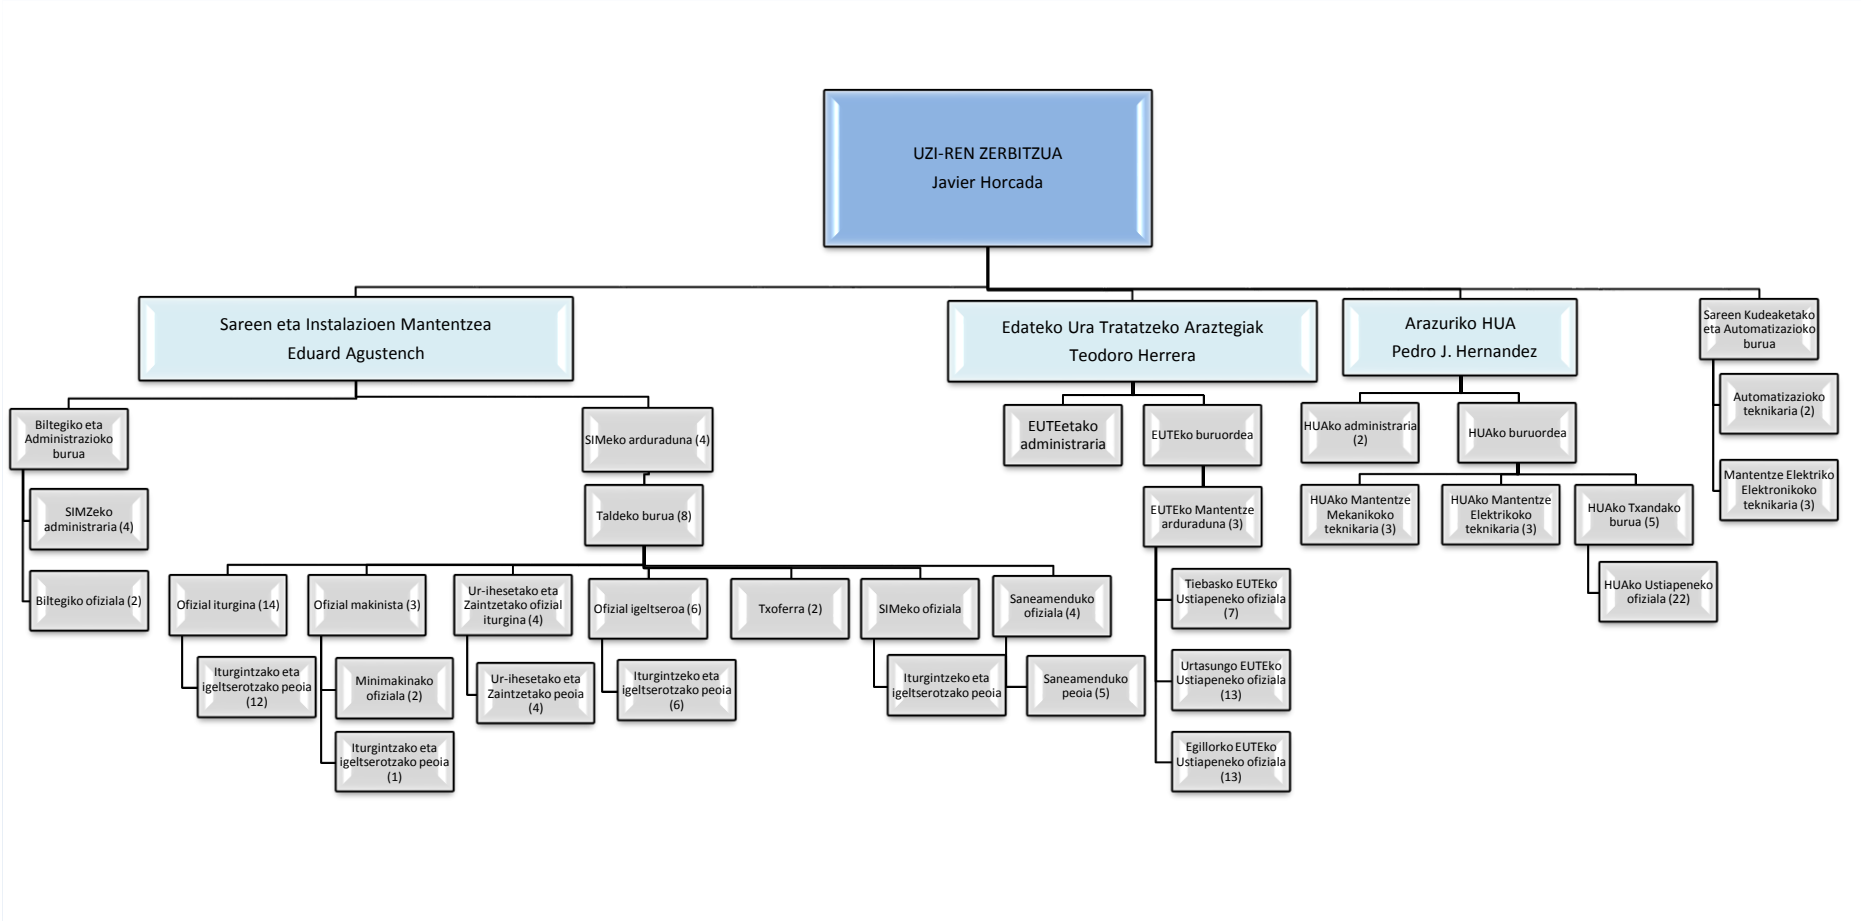 UZI-REN ZERBITZUA
Javier Horcada
Sareen eta Instalazioen Mantentzea
Eduard Agustench
Edateko Ura Tratatzeko Araztegiak
Teodoro Herrera
Arazuriko HUA
Pedro J. Hernandez
Sareen Kudeaketako
eta Automatizazioko
burua
Automatizazioko
teknikaria (2)
Mantentze Elektriko
Elektronikoko
teknikaria (3)
Biltegiko eta
Administrazioko
burua
SIMZeko
administraria (4)
Biltegiko ofiziala (2)
SIMeko arduraduna (4)
Taldeko burua (8)
Ofizial iturgina (14)
Iturgintzako eta
igeltserotzako peoia
(12)
Ofizial makinista (3)
Minimakinako
ofiziala (2)
Iturgintzako eta
igeltserotzako peoia
(1)
Ur-ihesetako eta
Zaintzetako ofizial
iturgina (4)
Ur-ihesetako eta
Zaintzetako peoia
(4)
Ofizial igeltseroa (6)
Iturgintzeko eta
igeltserotzako peoia
(6)
Txoferra (2)
SIMeko ofiziala
Iturgintzeko eta
igeltserotzako peoia
Saneamenduko
ofiziala (4)
Saneamenduko
peoia (5)
EUTEetako
administraria
EUTEko buruordea
EUTEko Mantentze
arduraduna (3)
Tiebasko EUTEko
Ustiapeneko ofiziala
(7)
Urtasungo EUTEko
Ustiapeneko ofiziala
(13)
Egillorko EUTEko
Ustiapeneko ofiziala
(13)
HUAko administraria
(2)
HUAko buruordea
HUAko Mantentze
Mekanikoko
teknikaria (3)
HUAko Mantentze
Elektrikoko
teknikaria (3)
HUAko Txandako
burua (5)
HUAko Ustiapeneko
ofiziala (22)